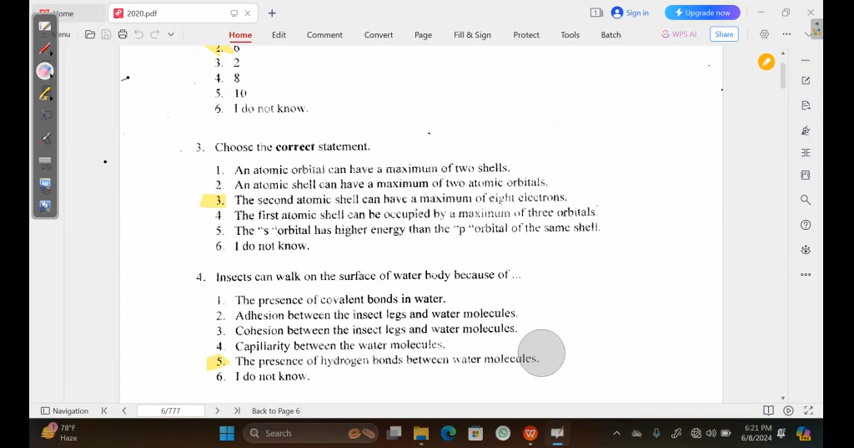 Home
2020.pdf
1
Sign in
Upgrade now
Home
Edit
Comment
Convert
Page
Fill & Sign
Protect
Tools
Batch
WPS AI
Share
2. 6
3. 2
4. 8
5. 10
6. I do not know.
3. Choose the correct statement.
1. An atomic orbital can have a maximum of two shells.
2 An atomic shell can have a maximum of two atomic orbitals.
3. The second atomic shell can have a maximum of eight electrons.
4 The first atomic shell can be occupied by a maximum of three orbitals.
5. The "s "orbital has higher energy than the "p "orbital of the same shell.
6. I do not know.
4. Insects can walk on the surface of water body because of ...
1. The presence of covalent bonds in water.
2. Adhesion between the insect legs and water molecules.
3. Cohesion between the insect legs and water molecules.
4. Capillarity between the water molecules.
5. The presence of hydrogen bonds between water molecules.
6. I do not know.
Navigation
6/777
Back to Page 6
78°F
Haze
Search
6:21 PM
6/8/2024